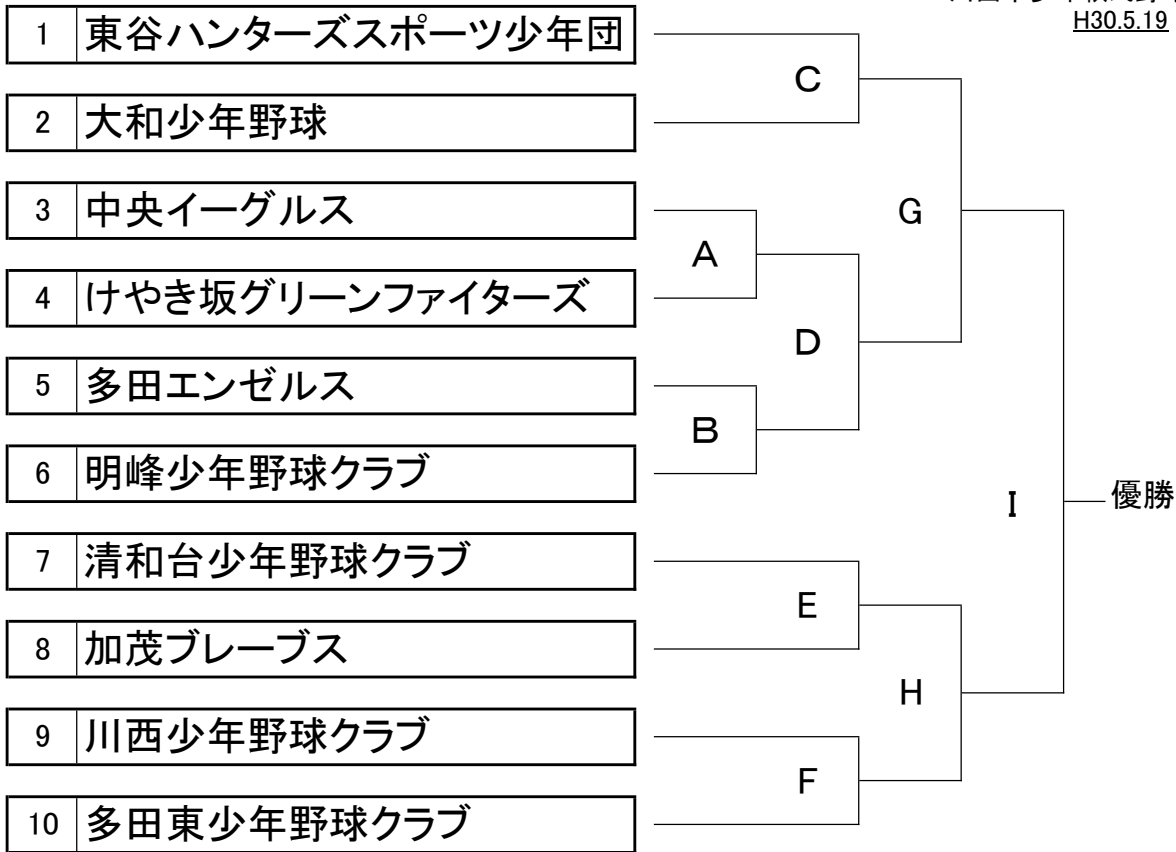 H30.5.19
1 東谷ハンターズスポーツ少年団
2 大和少年野球
3 中央イーグルス
4 けやき坂グリーンファイターズ
5 多田エンゼルス
6 明峰少年野球クラブ
7 清和台少年野球クラブ
8 加茂ブレーブス
9 川西少年野球クラブ
10 多田東少年野球クラブ
C
G
A
D
B
I
優勝
E
H
F